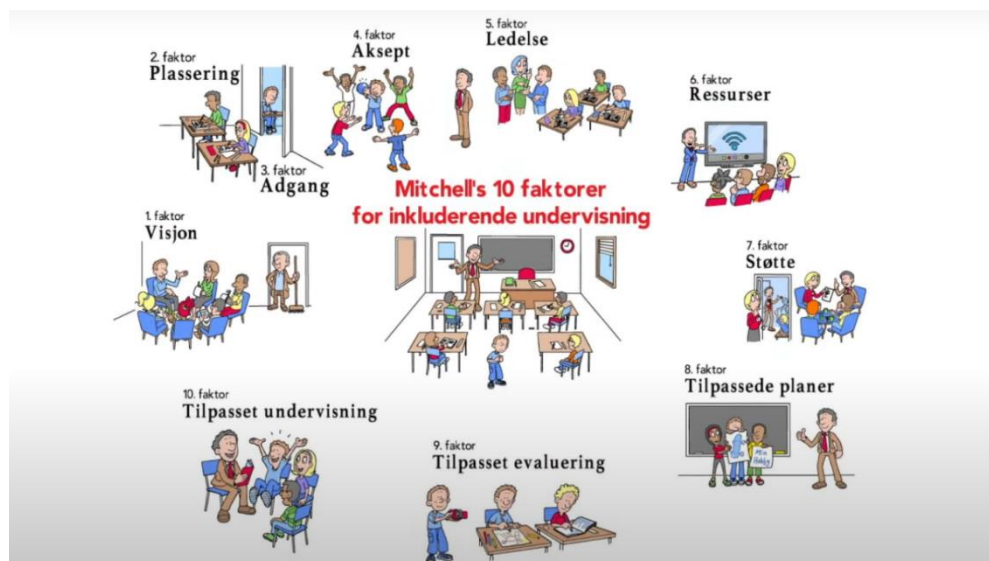 Mitchell's 10 faktorer
for inkluderende undervisning
1. faktor
Visjon
2. faktor
Plassering
3. faktor
Adgang
4. faktor
Aksept
5. faktor
Ledelse
6. faktor
Ressurser
7. faktor
Støtte
8. faktor
Tilpassede planer
Min
Hobby
9. faktor
Tilpasset evaluering
10. faktor
Tilpasset undervisning